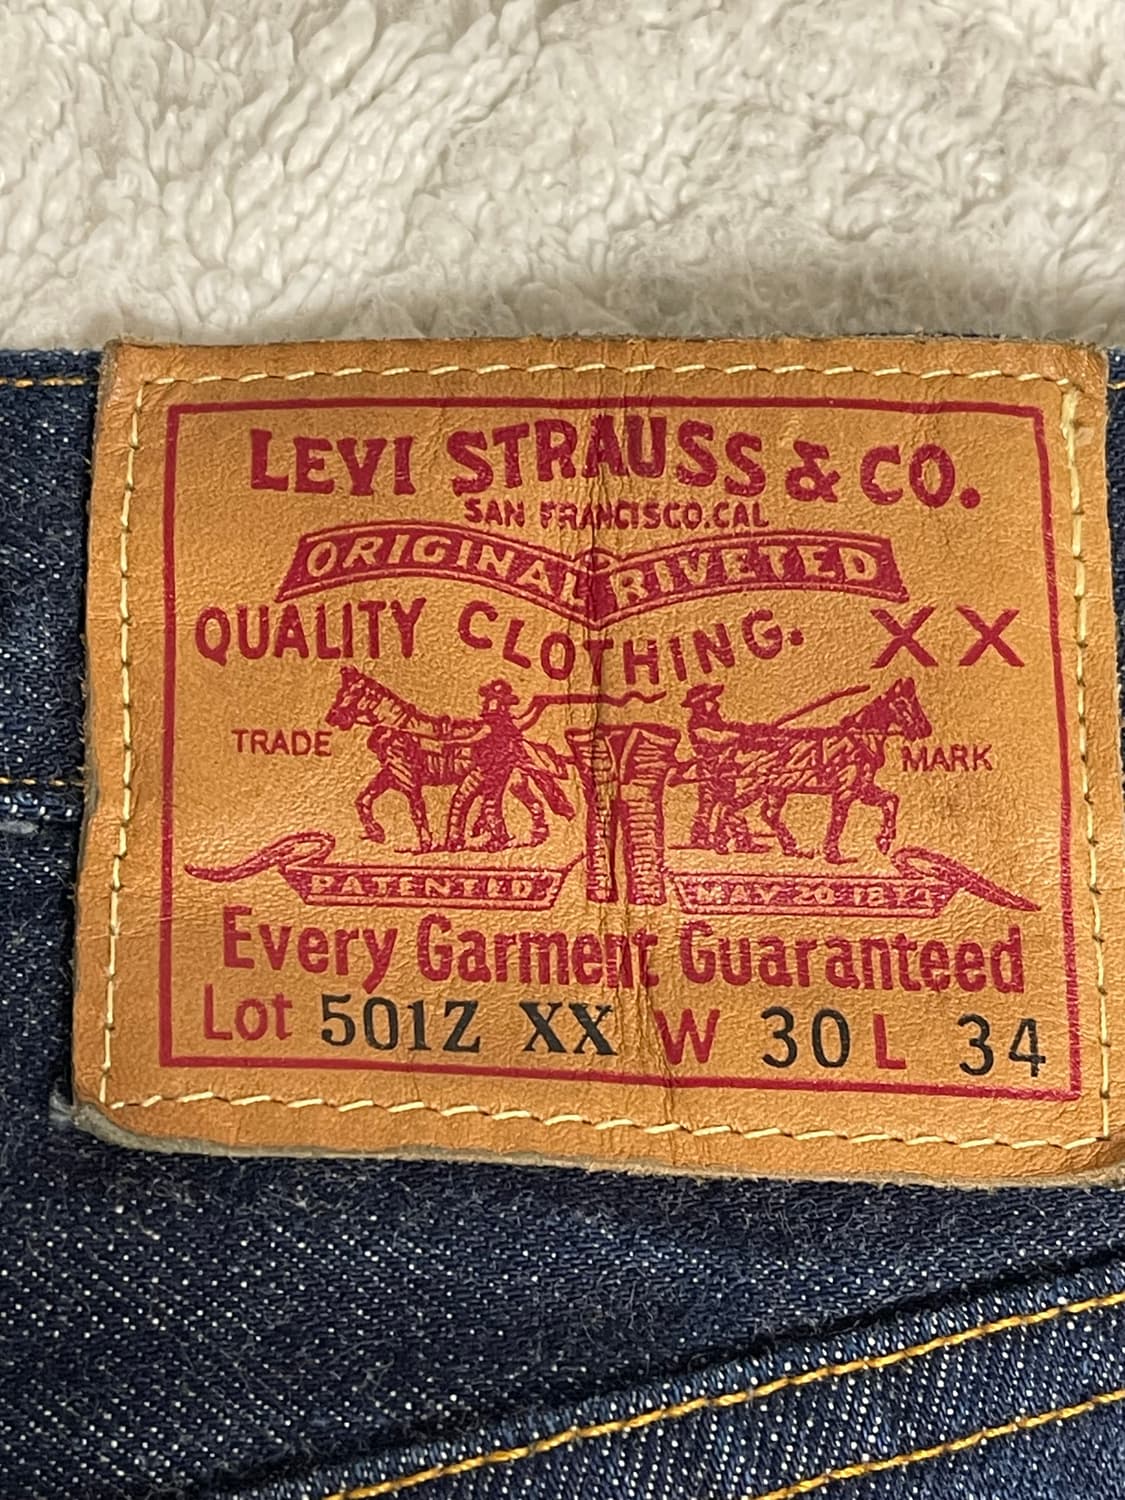 LEVI STRAUSS & CO.
SAN FRANCISCO.CAL
ORIGINAL RIVETED
QUALITY CLOTHING. XX
TRADE MARK
PATENTED MAY 20 1873
Every Garment Guaranteed
Lot 501Z XX W 30 L 34